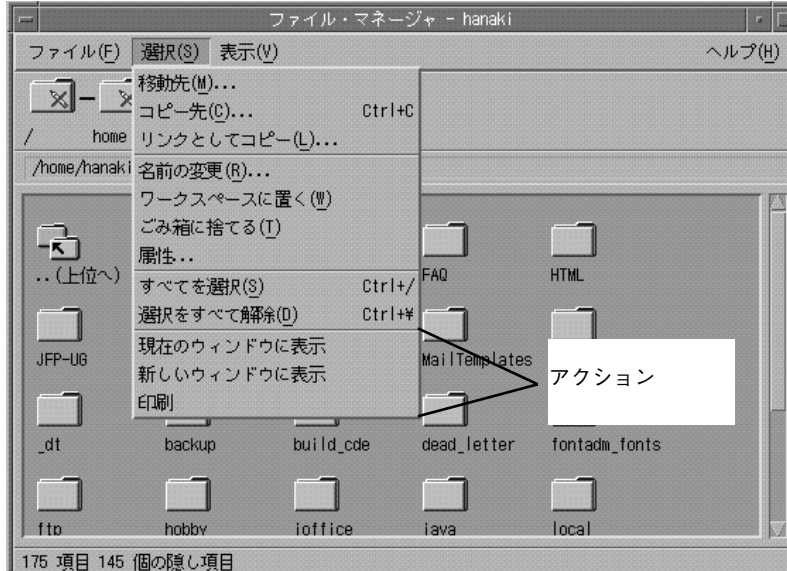 ファイル・マネージャ - hanaki
ファイル(F) 選択(S) 表示(V) ヘルプ(H)
移動先(M)...
コピー先(C)... Ctrl+C
リンクとしてコピー(L)...
名前の変更(R)...
ワークスペースに置く(W)
ごみ箱に捨てる(T)
属性...
すべてを選択(S) Ctrl+/
選択をすべて解除(D) Ctrl+¥
現在のウィンドウに表示
新しいウィンドウに表示
印刷
/ home
/home/hanaki
..(上位へ) FAQ HTML
JFP-UG MailTemplates
アクション
_dt backup build_cde dead_letter fontadm_fonts
ftp hobby ioffice java local
175 項目 145 個の隠し項目